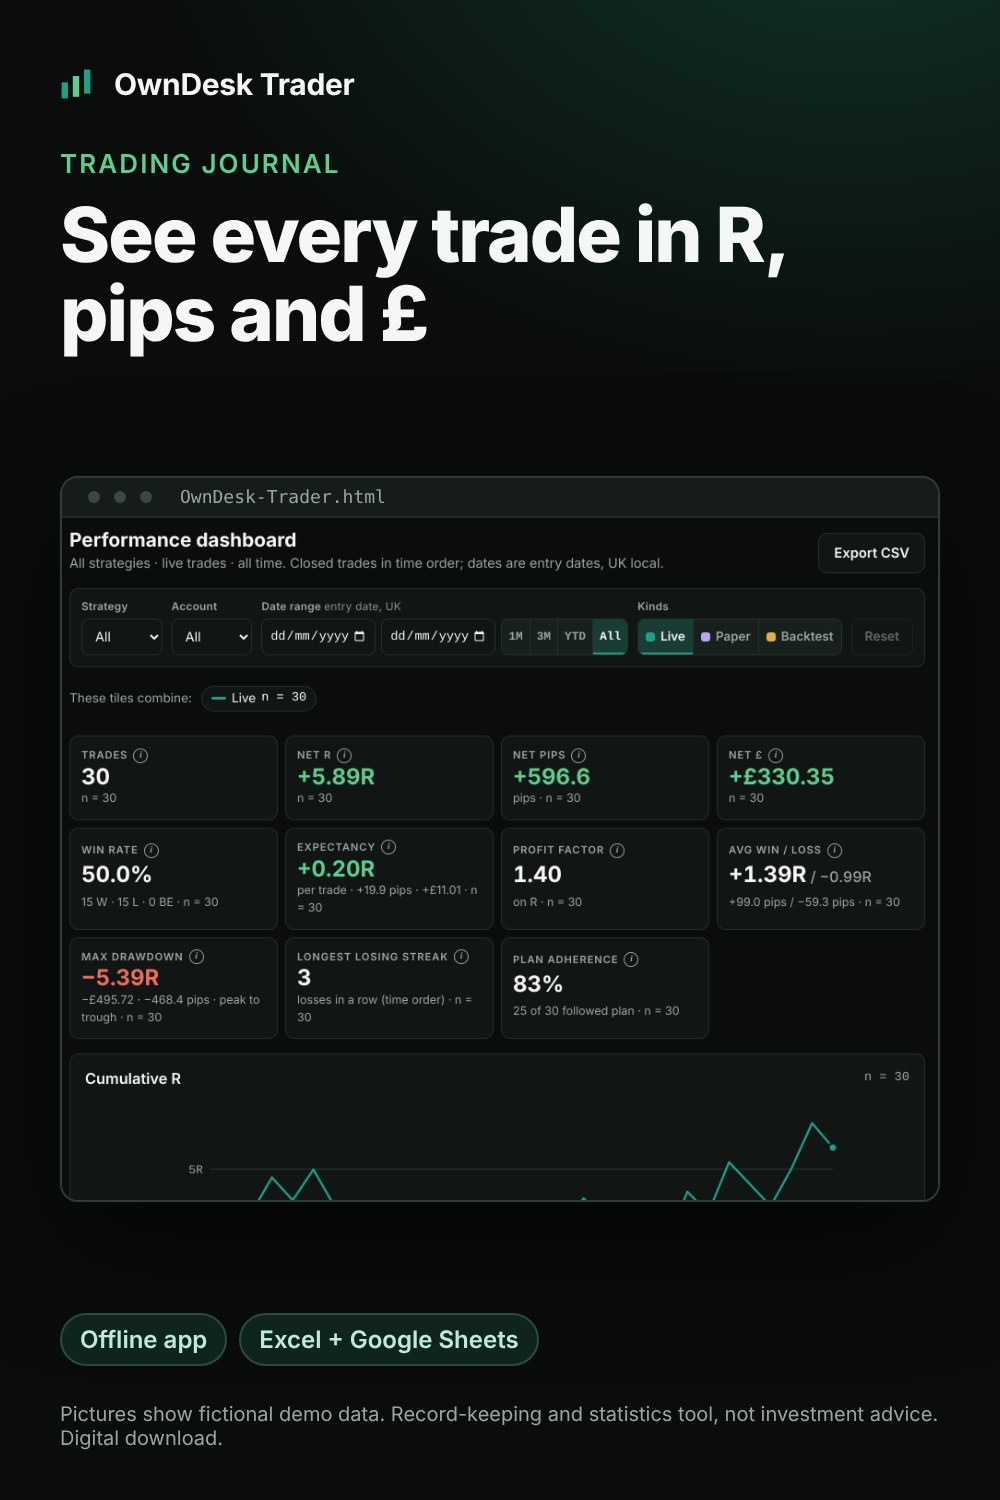 OwnDesk Trader
TRADING JOURNAL
See every trade in R,
pips and £
OwnDesk-Trader.html
Performance dashboard
All strategies · live trades · all time. Closed trades in time order; dates are entry dates, UK local.
Export CSV
Strategy
Account
Date range entry date, UK
Kinds
All
All
dd/mm/yyyy
dd/mm/yyyy
1M
3M
YTD
All
Live
Paper
Backtest
Reset
These tiles combine:
Live n = 30
TRADES i
30
n = 30
NET R i
+5.89R
n = 30
NET PIPS i
+596.6
pips · n = 30
NET £ i
+£330.35
n = 30
WIN RATE i
50.0%
15 W · 15 L · 0 BE · n = 30
EXPECTANCY i
+0.20R
per trade · +19.9 pips · +£11.01 · n
= 30
PROFIT FACTOR i
1.40
on R · n = 30
AVG WIN / LOSS i
+1.39R / −0.99R
+99.0 pips / −59.3 pips · n = 30
MAX DRAWDOWN i
−5.39R
−£495.72 · −468.4 pips · peak to
trough · n = 30
LONGEST LOSING STREAK i
3
losses in a row (time order) · n =
30
PLAN ADHERENCE i
83%
25 of 30 followed plan · n = 30
Cumulative R
n = 30
5R
Offline app
Excel + Google Sheets
Pictures show fictional demo data. Record-keeping and statistics tool, not investment advice.
Digital download.